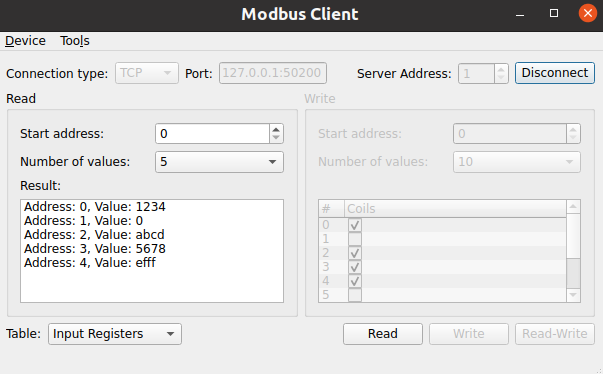 Modbus Client
Device Tools
Connection type: TCP Port: 127.0.0.1:50200 Server Address: 1 Disconnect
Read Write
Start address: 0 Start address: 0
Number of values: 5 Number of values: 10
Result:
# Coils
Address: 0, Value: 1234
Address: 1, Value: 0
Address: 2, Value: abcd
Address: 3, Value: 5678
Address: 4, Value: efff
0
1
2
3
4
5
Table: Input Registers Read Write Read-Write